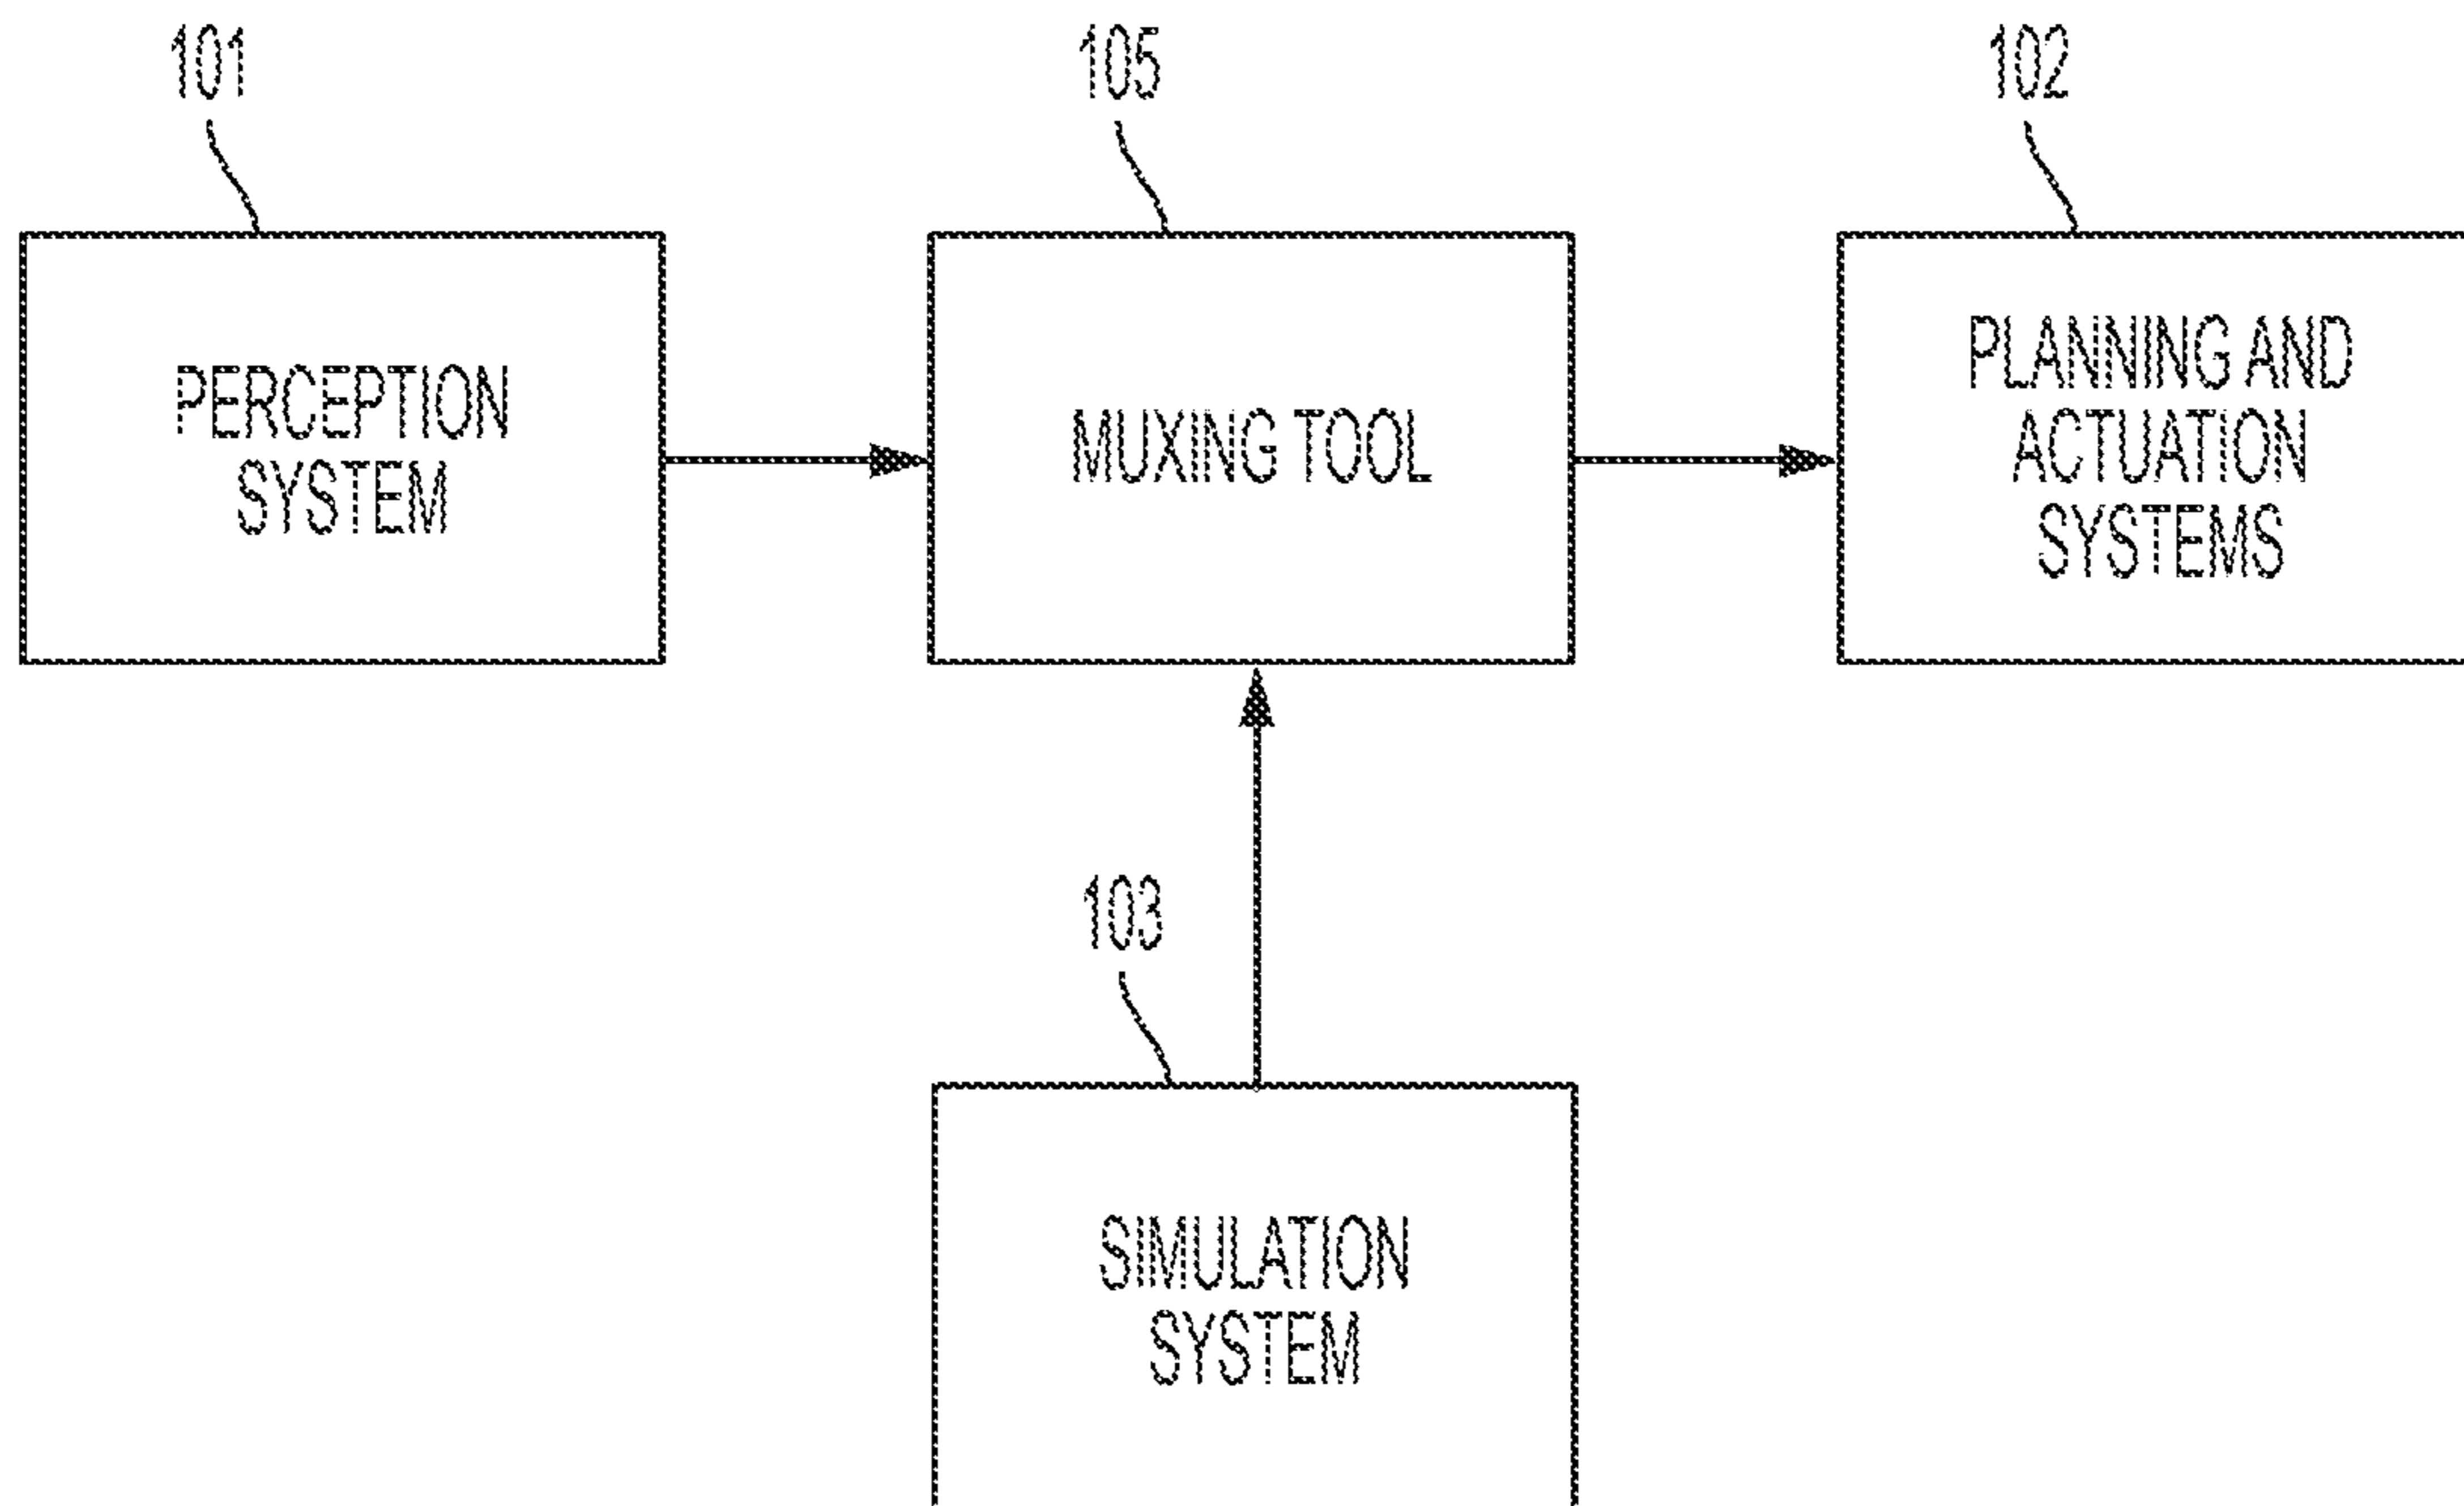 101
105
102
PERCEPTION
SYSTEM
MUXING TOOL
PLANNING AND
ACTUATION
SYSTEMS
103
SIMULATION
SYSTEM